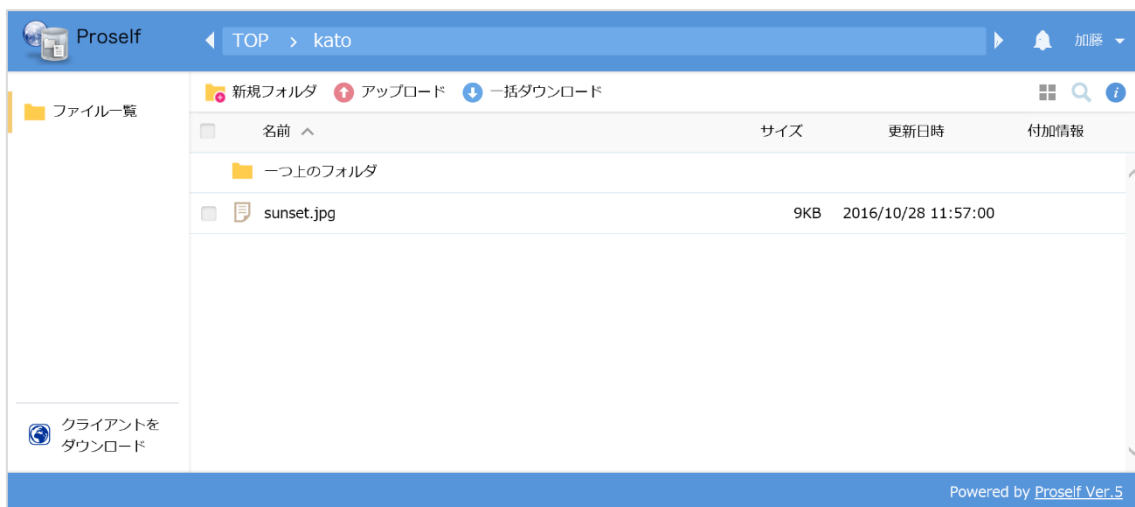 Proself
TOP > kato
加藤
ファイル一覧
新規フォルダ アップロード 一括ダウンロード
名前 サイズ 更新日時 付加情報
一つ上のフォルダ
sunset.jpg 9KB 2016/10/28 11:57:00
クライアントを
ダウンロード
Powered by Proself Ver.5